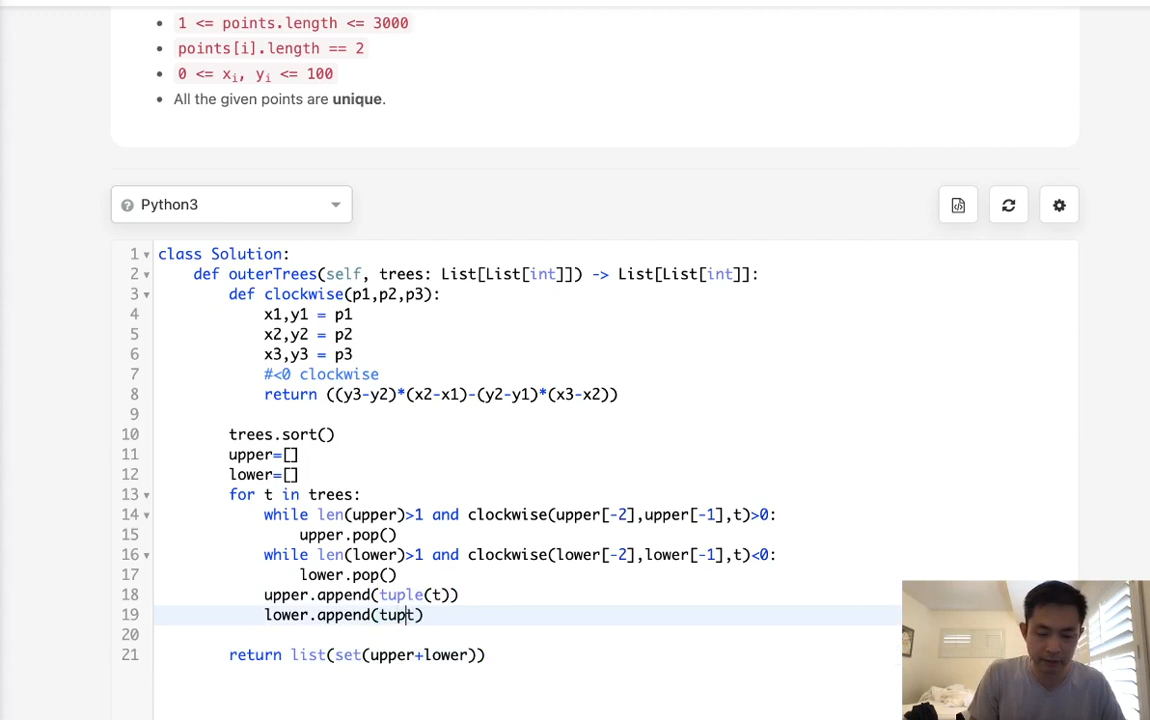 1 <= points.length <= 3000
points[i].length == 2
0 <= xi, yi <= 100
All the given points are unique.
Python3
1 class Solution:
2 def outerTrees(self, trees: List[List[int]]) -> List[List[int]]:
3 def clockwise(p1,p2,p3):
4 x1,y1 = p1
5 x2,y2 = p2
6 x3,y3 = p3
7 #<0 clockwise
8 return ((y3-y2)*(x2-x1)-(y2-y1)*(x3-x2))
9
10 trees.sort()
11 upper=[]
12 lower=[]
13 for t in trees:
14 while len(upper)>1 and clockwise(upper[-2],upper[-1],t)>0:
15 upper.pop()
16 while len(lower)>1 and clockwise(lower[-2],lower[-1],t)<0:
17 lower.pop()
18 upper.append(tuple(t))
19 lower.append(tupt)
20
21 return list(set(upper+lower))